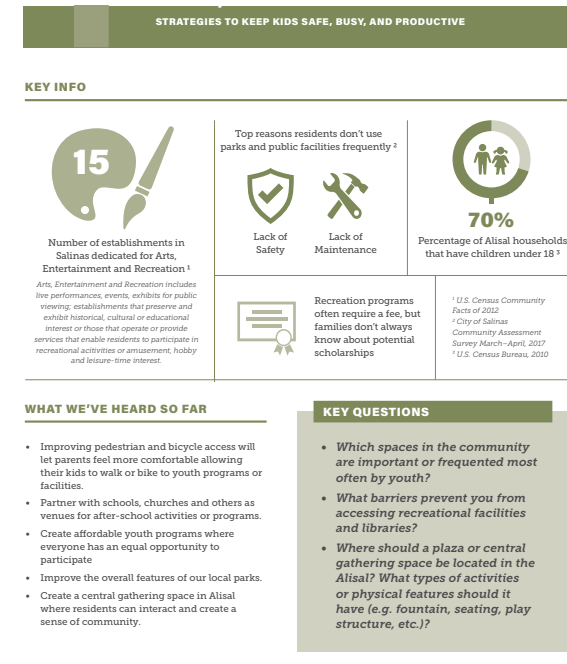 STRATEGIES TO KEEP KIDS SAFE, BUSY, AND PRODUCTIVE
KEY INFO
15
Number of establishments in
Salinas dedicated for Arts,
Entertainment and Recreation ¹
Arts, Entertainment and Recreation includes
live performances, events, exhibits for public
viewing; establishments that preserve and
exhibit historical, cultural or educational
interest or those that operate or provide
services that enable residents to participate in
recreational acitivities or amusement, hobby
and leisure-time interest.
Top reasons residents don't use
parks and public facilities frequently ²
Lack of
Safety
Lack of
Maintenance
70%
Percentage of Alisal households
that have children under 18 ³
Recreation programs
often require a fee, but
families don't always
know about potential
scholarships
¹ U.S. Census Community
Facts of 2012
² City of Salinas
Community Assessment
Survey March–April, 2017
³ U.S. Census Bureau, 2010
WHAT WE'VE HEARD SO FAR
• Improving pedestrian and bicycle access will
let parents feel more comfortable allowing
their kids to walk or bike to youth programs or
facilities.
• Partner with schools, churches and others as
venues for after-school activities or programs.
• Create affordable youth programs where
everyone has an equal opportunity to
participate
• Improve the overall features of our local parks.
• Create a central gathering space in Alisal
where residents can interact and create a
sense of community.
KEY QUESTIONS
• Which spaces in the community
are important or frequented most
often by youth?
• What barriers prevent you from
accessing recreational facilities
and libraries?
• Where should a plaza or central
gathering space be located in the
Alisal? What types of activities
or physical features should it
have (e.g. fountain, seating, play
structure, etc.)?